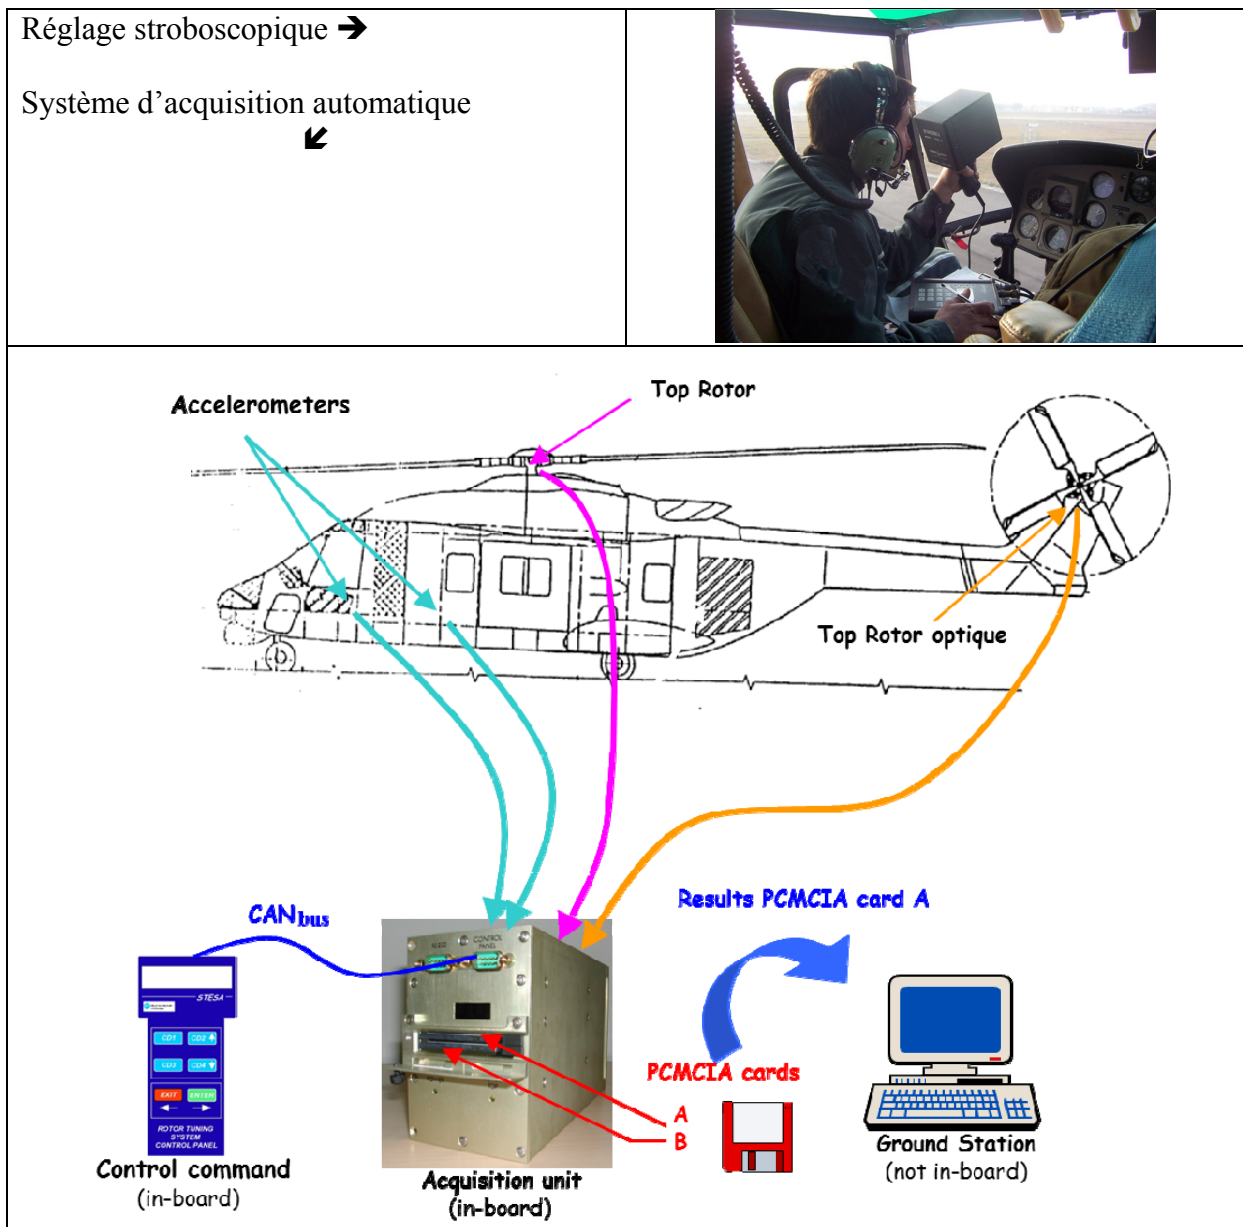 Réglage stroboscopique ➔
Système d’acquisition automatique
Top Rotor
Accelerometers
Top Rotor optique
Results PCMCIA card A
CANbus
CONTROL
PANEL
STESA
CD1 CD2
CD3 CD4
PCMCIA cards
EXIT ENTER
A
B
ROTOR TUNING
SYSTEM
CONTROL PANEL
Ground Station
(not in-board)
Control command
(in-board)
Acquisition unit
(in-board)